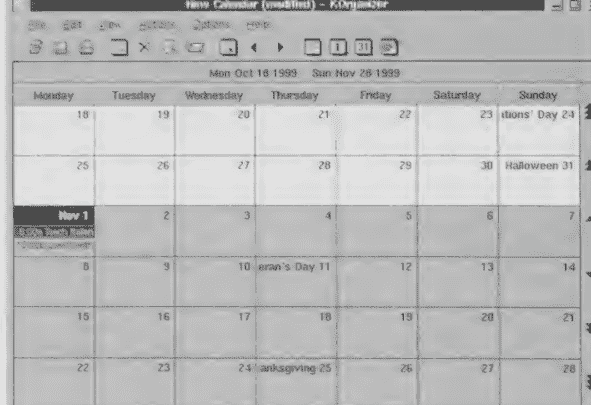 New Calendar (modified) - KOrganizer
File Edit View Actions Options Help
1 31
Mon Oct 18 1999 Sun Nov 28 1999
Monday Tuesday Wednesday Thursday Friday Saturday Sunday
18 19 20 21 22 23 tions' Day 24
25 26 27 28 29 30 Halloween 31
Nov 1 2 3 4 5 6 7
8 9 10 eran's Day 11 12 13 14
15 16 17 18 19 20 21
22 23 24 anksgiving 25 26 27 28